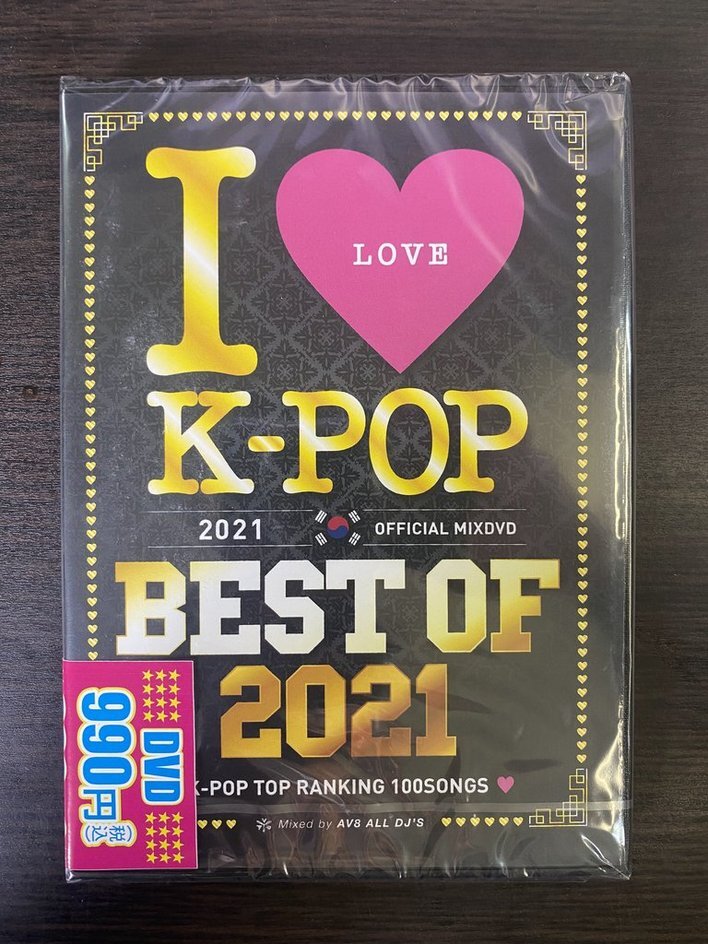 I LOVE
K-POP
2021 OFFICIAL MIXDVD
BEST OF
2021
K-POP TOP RANKING 100SONGS
Mixed by AV8 ALL DJ'S
DVD
990円(税込)